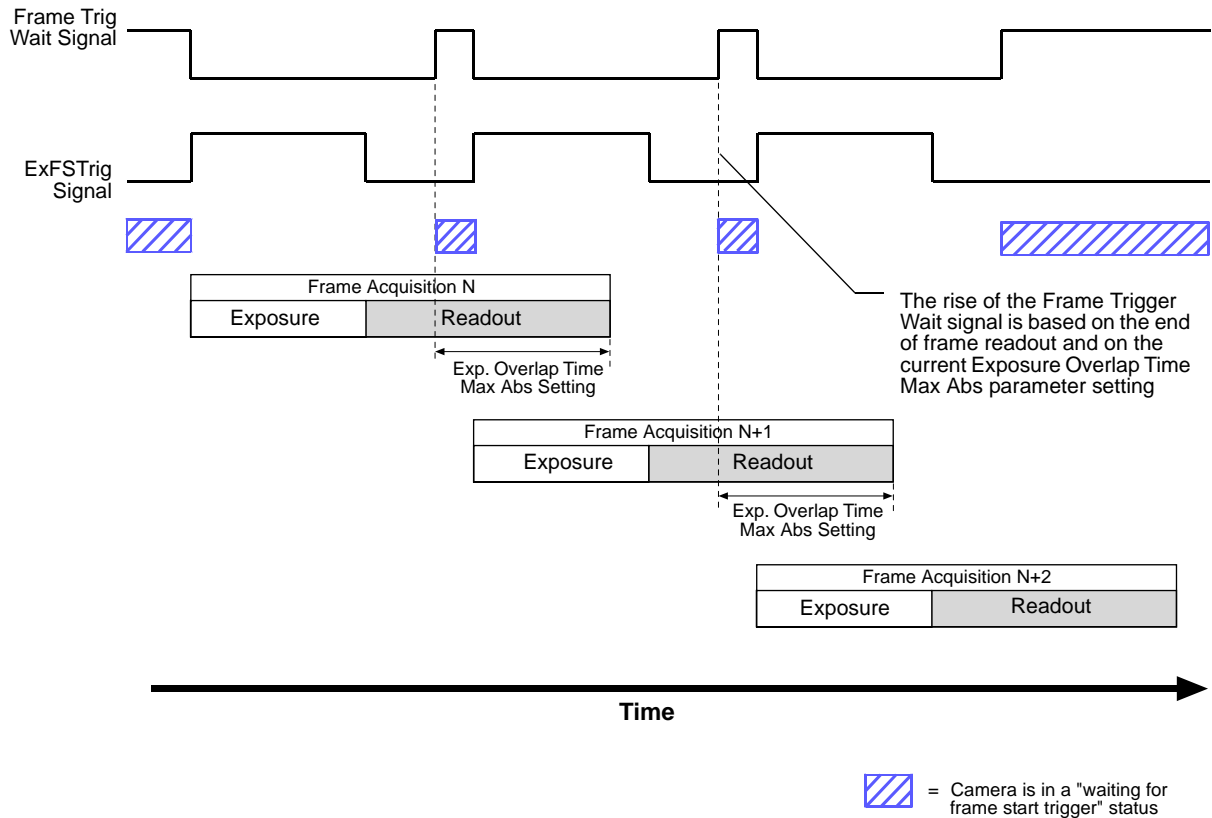 Frame Trig
Wait Signal
ExFSTrig
Signal
Frame Acquisition N
Exposure
Readout
Exp. Overlap Time
Max Abs Setting
The rise of the Frame Trigger
Wait signal is based on the end
of frame readout and on the
current Exposure Overlap Time
Max Abs parameter setting
Frame Acquisition N+1
Exposure
Readout
Exp. Overlap Time
Max Abs Setting
Frame Acquisition N+2
Exposure
Readout
Time
= Camera is in a "waiting for
frame start trigger" status